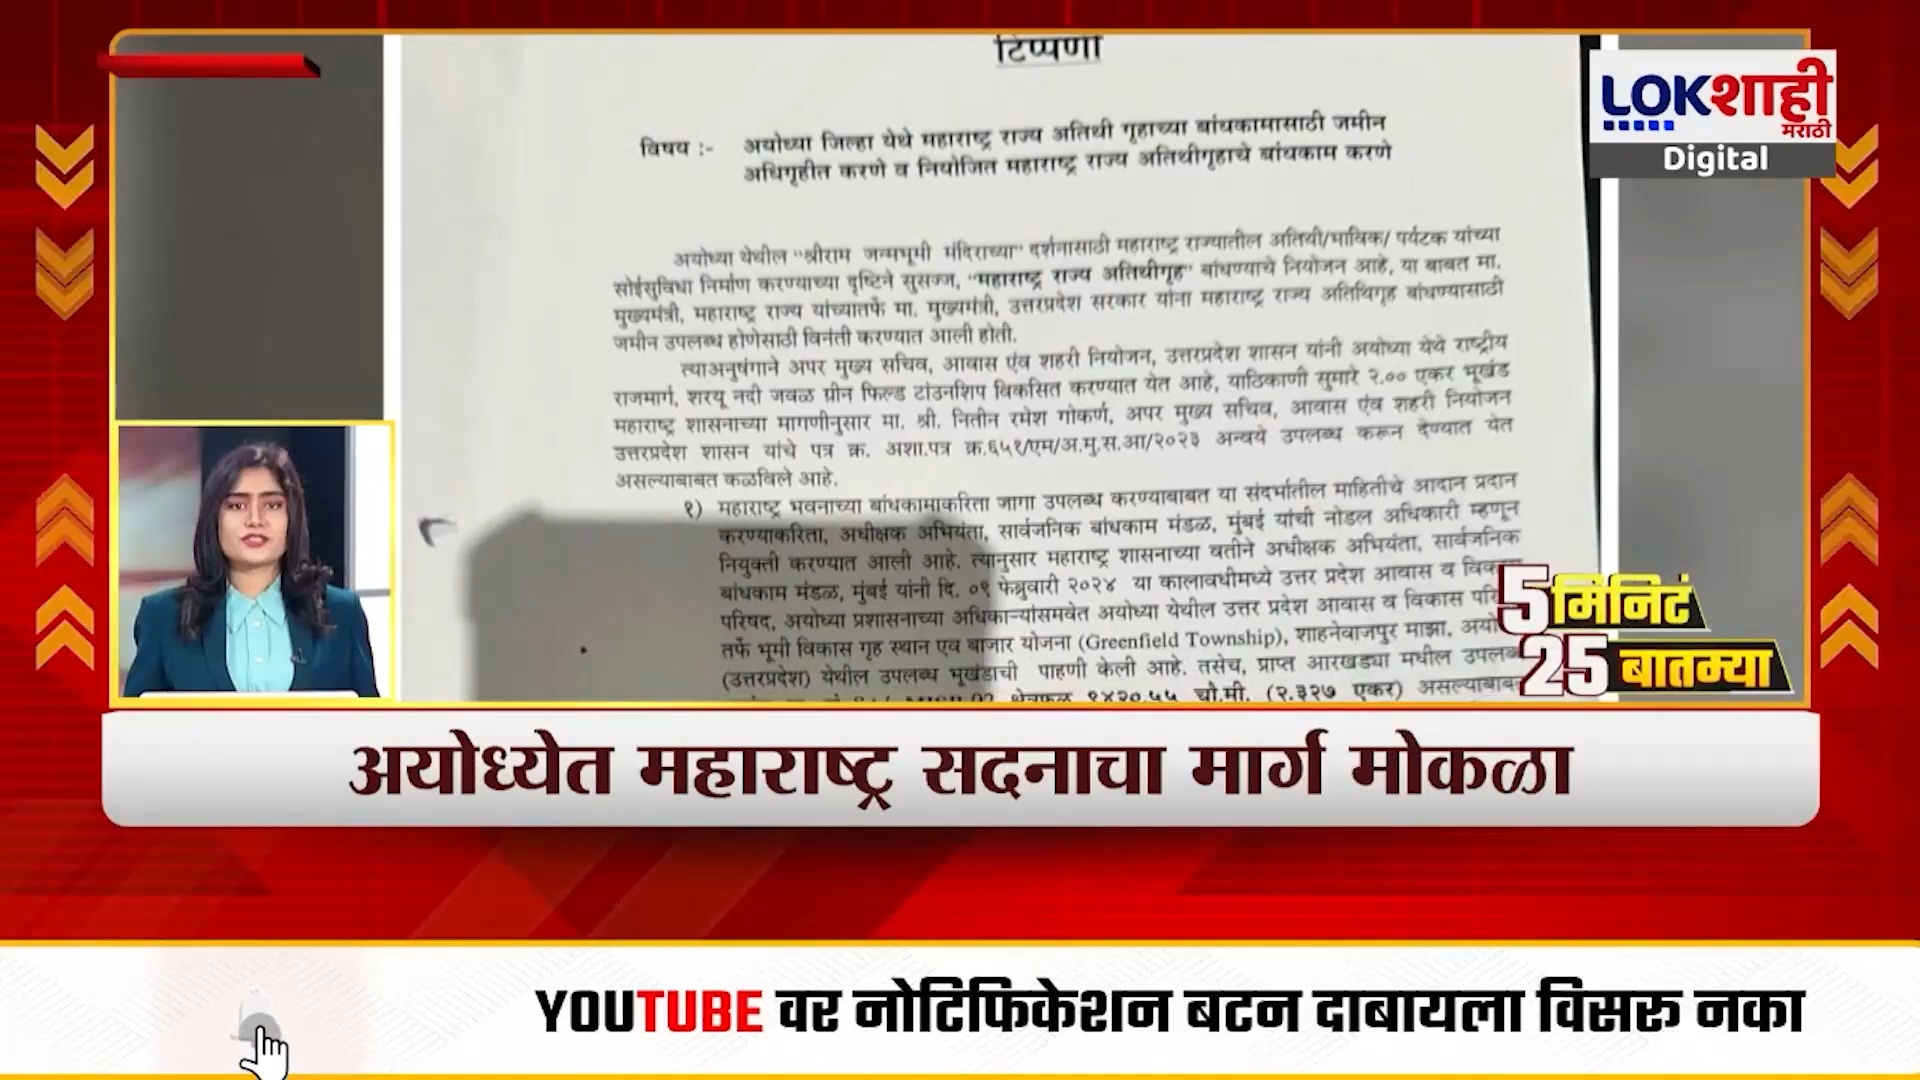 टिप्पणी
LOKशाही
मराठी
Digital
विषय :- अयोध्या जिल्हा येथे महाराष्ट्र राज्य अतिथी गृहाच्या बांधकामासाठी जमीन
अधिगृहीत करणे व नियोजित महाराष्ट्र राज्य अतिथीगृहाचे बांधकाम करणे
अयोध्या येथील "श्रीराम जन्मभूमी मंदिराच्या" दर्शनासाठी महाराष्ट्र राज्यातील अतिथी/भाविक/ पर्यटक यांच्या
सोईसुविधा निर्माण करण्याच्या दृष्टिने सुसज्ज, "महाराष्ट्र राज्य अतिथीगृह" बांधण्याचे नियोजन आहे, या बाबत मा.
मुख्यमंत्री, महाराष्ट्र राज्य यांच्यातर्फे मा. मुख्यमंत्री, उत्तरप्रदेश सरकार यांना महाराष्ट्र राज्य अतिथिगृह बांधण्यासाठी
जमीन उपलब्ध होणेसाठी विनंती करण्यात आली होती.
त्याअनुषंगाने अपर मुख्य सचिव, आवास एंव शहरी नियोजन, उत्तरप्रदेश शासन यांनी अयोध्या येथे राष्ट्रीय
राजमार्ग, शरयू नदी जवळ ग्रीन फिल्ड टांउनशिप विकसित करण्यात येत आहे, याठिकाणी सुमारे २.०० एकर भूखंड
महाराष्ट्र शासनाच्या मागणीनुसार मा. श्री. नितीन रमेश गोकर्ण, अपर मुख्य सचिव, आवास एंव शहरी नियोजन
उत्तरप्रदेश शासन यांचे पत्र क्र. अशा.पत्र क्र.६५१/एम/अ.मु.स.आ/२०२३ अन्वये उपलब्ध करून देण्यात येत
असल्याबाबत कळविले आहे.
१) महाराष्ट्र भवनाच्या बांधकामाकरिता जागा उपलब्ध करण्याबाबत या संदर्भातील माहितीचे आदान प्रदान
करण्याकरिता, अधीक्षक अभियंता, सार्वजनिक बांधकाम मंडळ, मुंबई यांची नोडल अधिकारी म्हणून
नियुक्ती करण्यात आली आहे. त्यानुसार महाराष्ट्र शासनाच्या वतीने अधीक्षक अभियंता, सार्वजनिक
बांधकाम मंडळ, मुंबई यांनी दि. ०९ फेब्रुवारी २०२४ या कालावधीमध्ये उत्तर प्रदेश आवास व
परिषद, अयोध्या प्रशासनाच्या अधिकाऱ्यांसमवेत अयोध्या येथील उत्तर प्रदेश आवास व विकास
तर्फे भूमी विकास गृह स्थान एव बाजार योजना (Greenfield Township), शाहनेवाजपुर माझा,
(उत्तरप्रदेश) येथील उपलब्ध भूखंडाची पाहणी केली आहे. तसेच, प्राप्त आरखड्या मधील
क्षेत्रफळ ९४२०.५५ चौ.मी. (२.३२७ एकर) असल्याबाबत
5 मिनिटं
25 बातम्या
अयोध्येत महाराष्ट्र सदनाचा मार्ग मोकळा
YOUTUBE वर नोटिफिकेशन बटन दाबायला विसरू नका